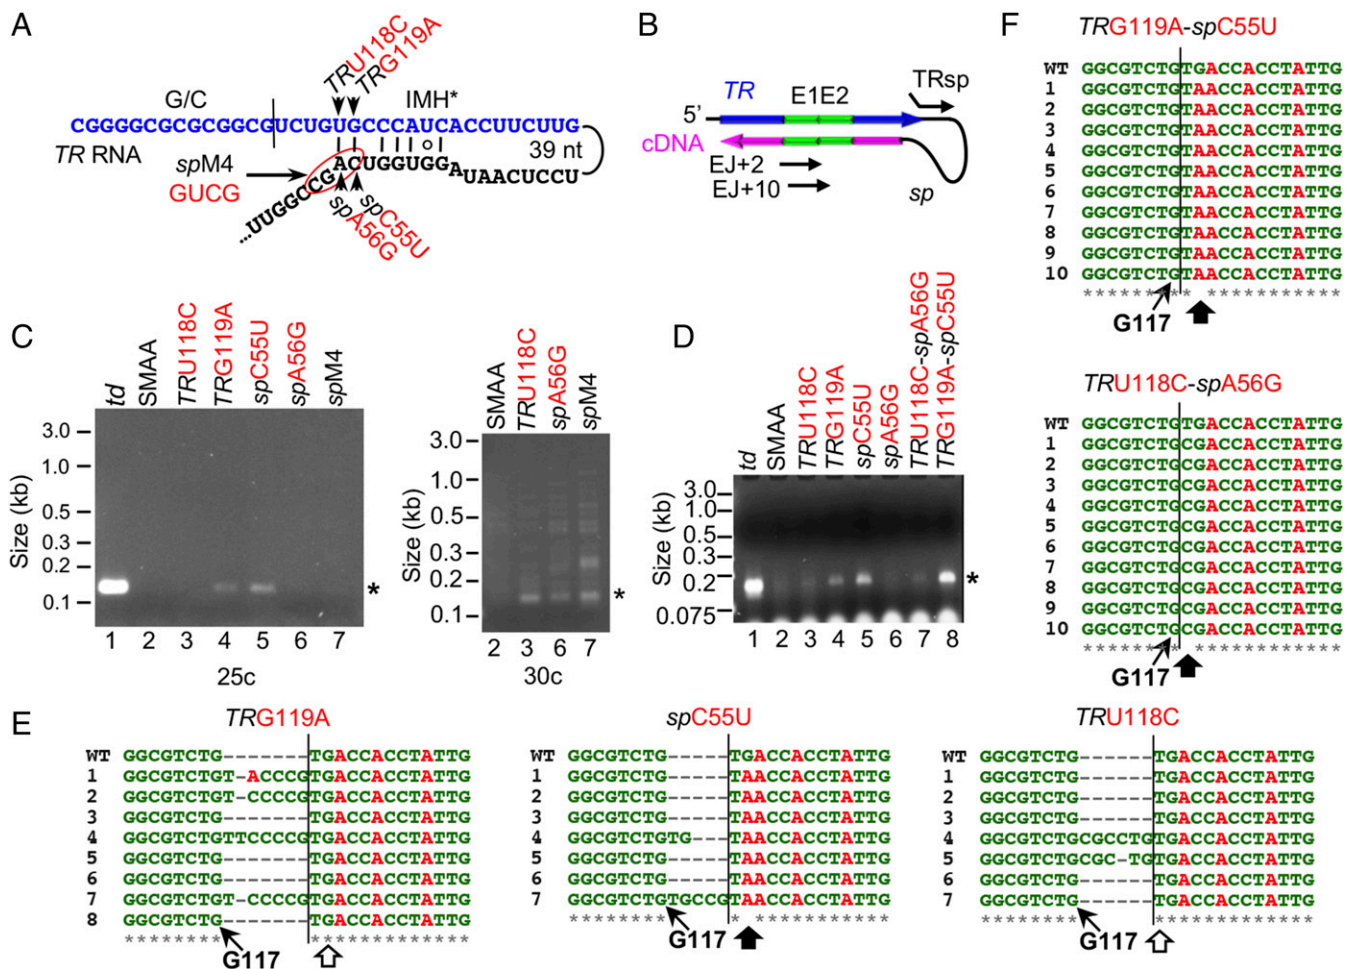 A
TRU118C
TRG119A
G/C
IMH*
CGGGGCGCGCGGCGUCUGUGCCCAUCACCUUCUUG
TR RNA
39 nt
spM4
GUCG
...UUGGCCGACUGGUGGAUAACUCCU
spC55U
spA56G
B
TR
E1E2
TRsp
5'
cDNA
EJ+2
EJ+10
sp
C
td
SMAA
TRU118C
TRG119A
spC55U
spA56G
spM4
Size (kb)
3.0
1.0
0.5
0.3
0.2
0.1
*
1 2 3 4 5 6 7
25c
SMAA
TRU118C
spA56G
spM4
Size (kb)
3.0
1.0
0.5
0.3
0.2
0.1
*
2 3 6 7
30c
D
td
SMAA
TRU118C
TRG119A
spC55U
spA56G
TRU118C-spA56G
TRG119A-spC55U
Size (kb)
3.0
1.0
0.5
0.3
0.2
0.075
*
1 2 3 4 5 6 7 8
E
TRG119A
WT GGCGTCTG------TGACCACCTATTG
1 GGCGTCTGT-ACCCGTGACCACCTATTG
2 GGCGTCTGT-CCCCGTGACCACCTATTG
3 GGCGTCTG------TGACCACCTATTG
4 GGCGTCTGTTCCCCGTGACCACCTATTG
5 GGCGTCTG------TGACCACCTATTG
6 GGCGTCTG------TGACCACCTATTG
7 GGCGTCTGT-CCCCGTGACCACCTATTG
8 GGCGTCTG------TGACCACCTATTG
G117
spC55U
WT GGCGTCTG-----TGACCACCTATTG
1 GGCGTCTG-----TAACCACCTATTG
2 GGCGTCTG-----TAACCACCTATTG
3 GGCGTCTG-----TAACCACCTATTG
4 GGCGTCTGTG---TAACCACCTATTG
5 GGCGTCTG-----TAACCACCTATTG
6 GGCGTCTG-----TAACCACCTATTG
7 GGCGTCTGTGCCGTAACCACCTATTG
G117
TRU118C
WT GGCGTCTG------TGACCACCTATTG
1 GGCGTCTG------TGACCACCTATTG
2 GGCGTCTG------TGACCACCTATTG
3 GGCGTCTG------TGACCACCTATTG
4 GGCGTCTGCGCCTGTGACCACCTATTG
5 GGCGTCTGCGC-TGTGACCACCTATTG
6 GGCGTCTG------TGACCACCTATTG
7 GGCGTCTG------TGACCACCTATTG
G117
F
TRG119A-spC55U
WT GGCGTCTGTGACCACCTATTG
1 GGCGTCTGTAACCACCTATTG
2 GGCGTCTGTAACCACCTATTG
3 GGCGTCTGTAACCACCTATTG
4 GGCGTCTGTAACCACCTATTG
5 GGCGTCTGTAACCACCTATTG
6 GGCGTCTGTAACCACCTATTG
7 GGCGTCTGTAACCACCTATTG
8 GGCGTCTGTAACCACCTATTG
9 GGCGTCTGTAACCACCTATTG
10 GGCGTCTGTAACCACCTATTG
G117
TRU118C-spA56G
WT GGCGTCTGTGACCACCTATTG
1 GGCGTCTGCGACCACCTATTG
2 GGCGTCTGCGACCACCTATTG
3 GGCGTCTGCGACCACCTATTG
4 GGCGTCTGCGACCACCTATTG
5 GGCGTCTGCGACCACCTATTG
6 GGCGTCTGCGACCACCTATTG
7 GGCGTCTGCGACCACCTATTG
8 GGCGTCTGCGACCACCTATTG
9 GGCGTCTGCGACCACCTATTG
10 GGCGTCTGCGACCACCTATTG
G117